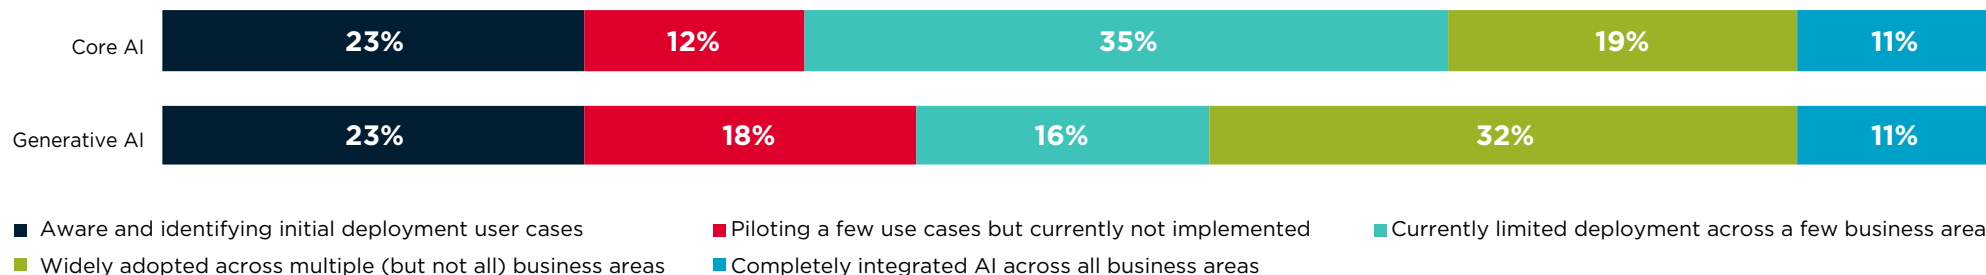 Core AI 23% 12% 35% 19% 11%
Generative AI 23% 18% 16% 32% 11%
Aware and identifying initial deployment user cases Piloting a few use cases but currently not implemented Currently limited deployment across a few business area
Widely adopted across multiple (but not all) business areas Completely integrated AI across all business areas